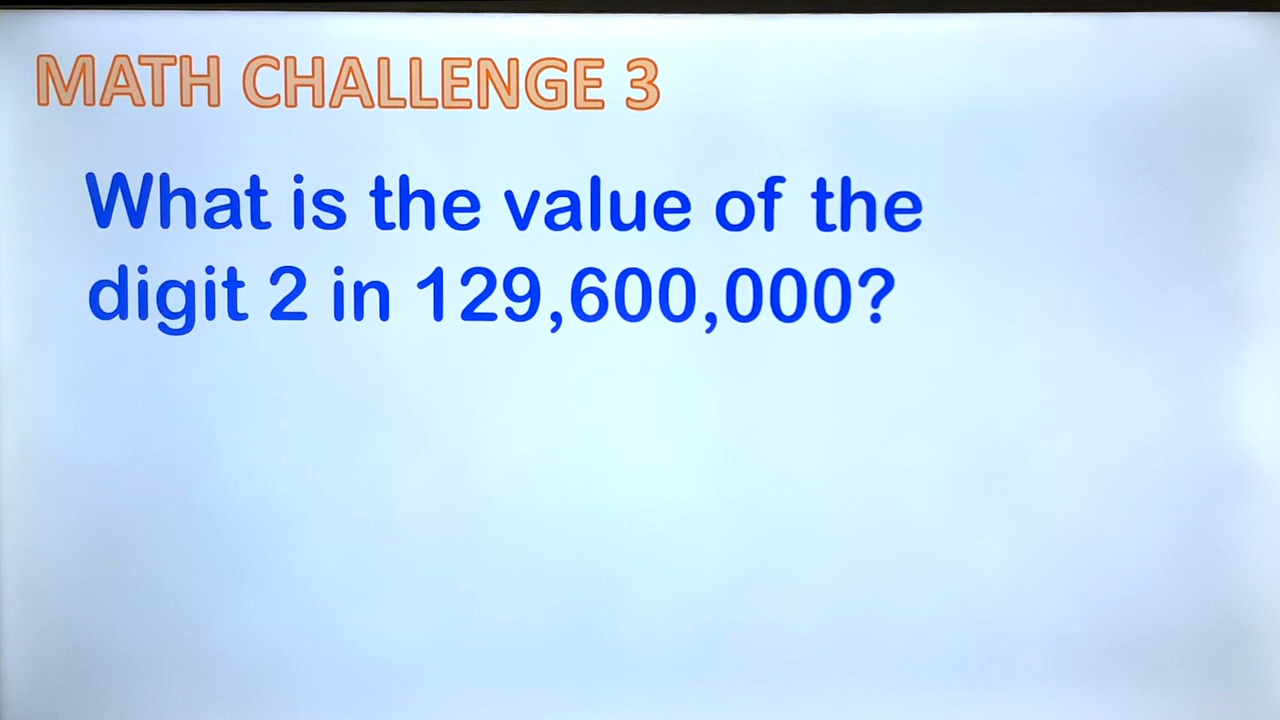 MATH CHALLENGE 3
What is the value of the
digit 2 in 129,600,000?